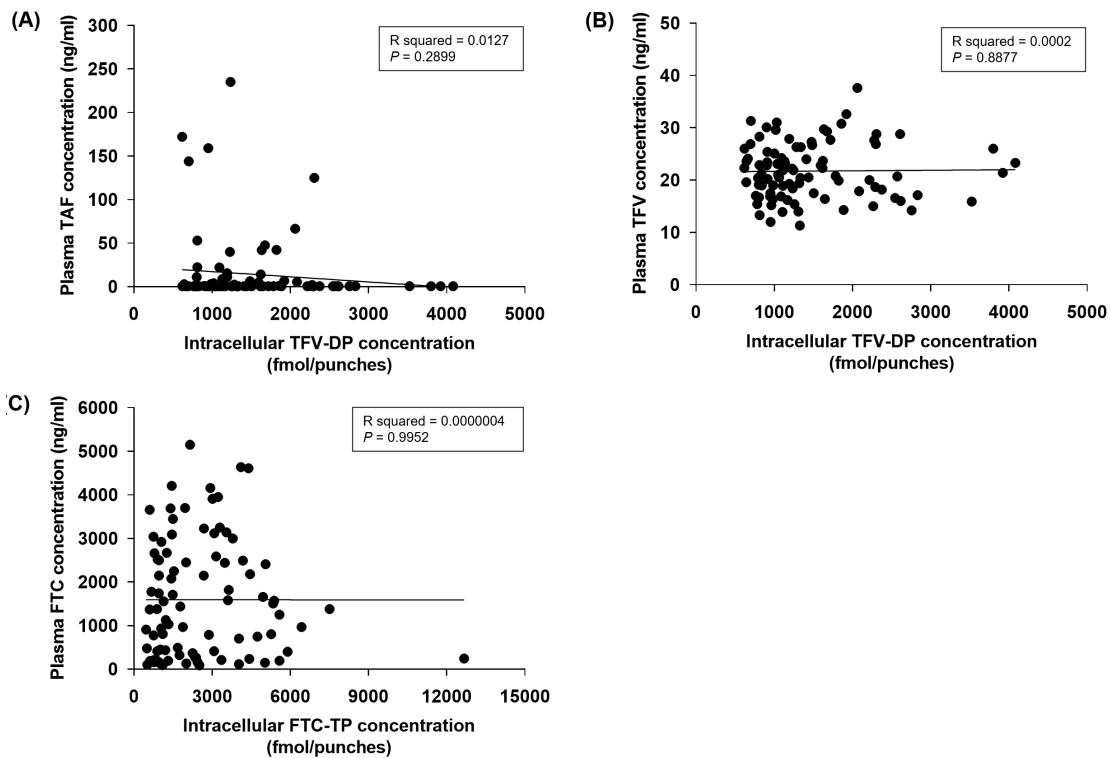 (A)
R squared = 0.0127
P = 0.2899
Plasma TAF concentration (ng/ml)
300
250
200
150
100
50
0
0 1000 2000 3000 4000 5000
Intracellular TFV-DP concentration
(fmol/punches)
(B)
R squared = 0.0002
P = 0.8877
Plasma TFV concentration (ng/ml)
50
40
30
20
10
0
0 1000 2000 3000 4000 5000
Intracellular TFV-DP concentration
(fmol/punches)
C)
R squared = 0.0000004
P = 0.9952
Plasma FTC concentration (ng/ml)
6000
5000
4000
3000
2000
1000
0
0 3000 6000 9000 12000 15000
Intracellular FTC-TP concentration
(fmol/punches)